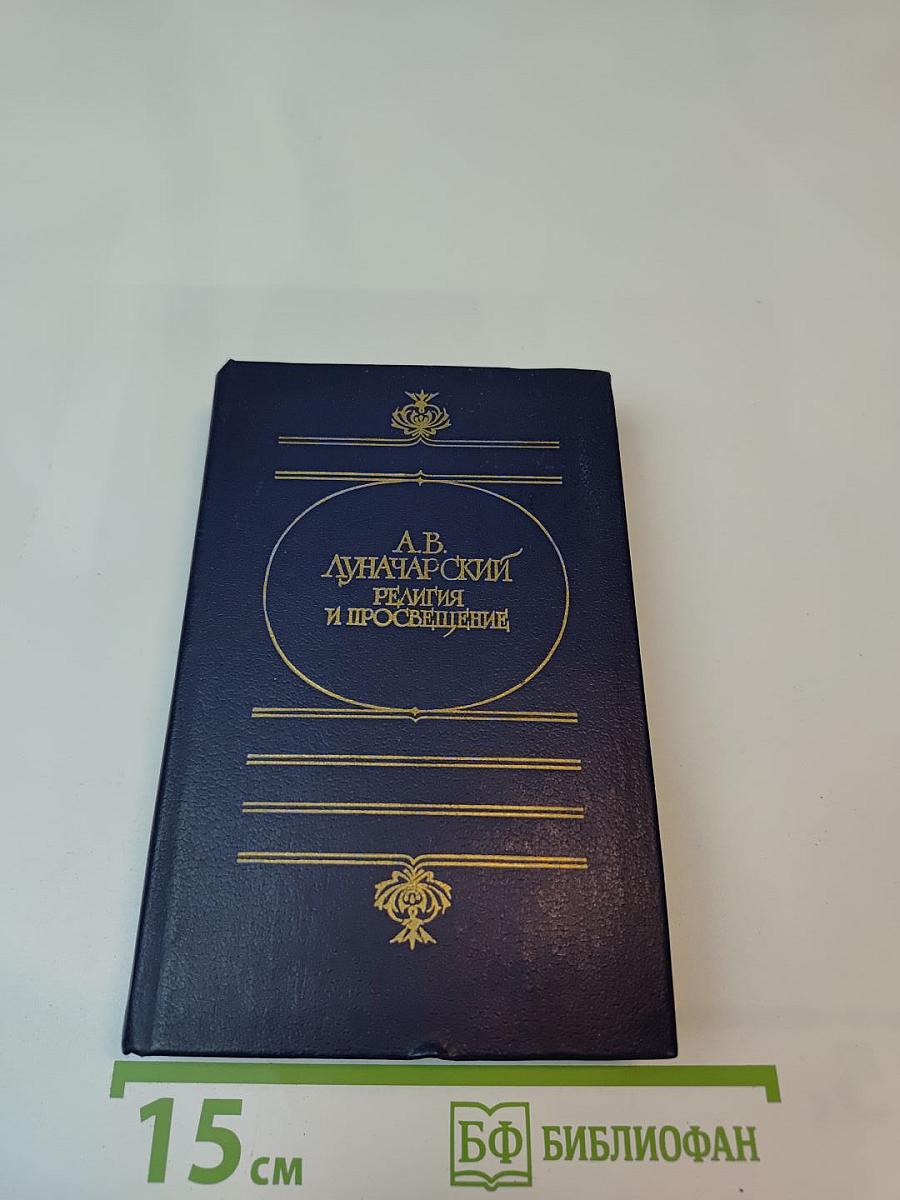 А.В.
ЛУНАЧАРСКИЙ
РЕЛИГИЯ
И ПРОСВЕЩЕНИЕ
15 СМ
БФ БИБЛИОФАН